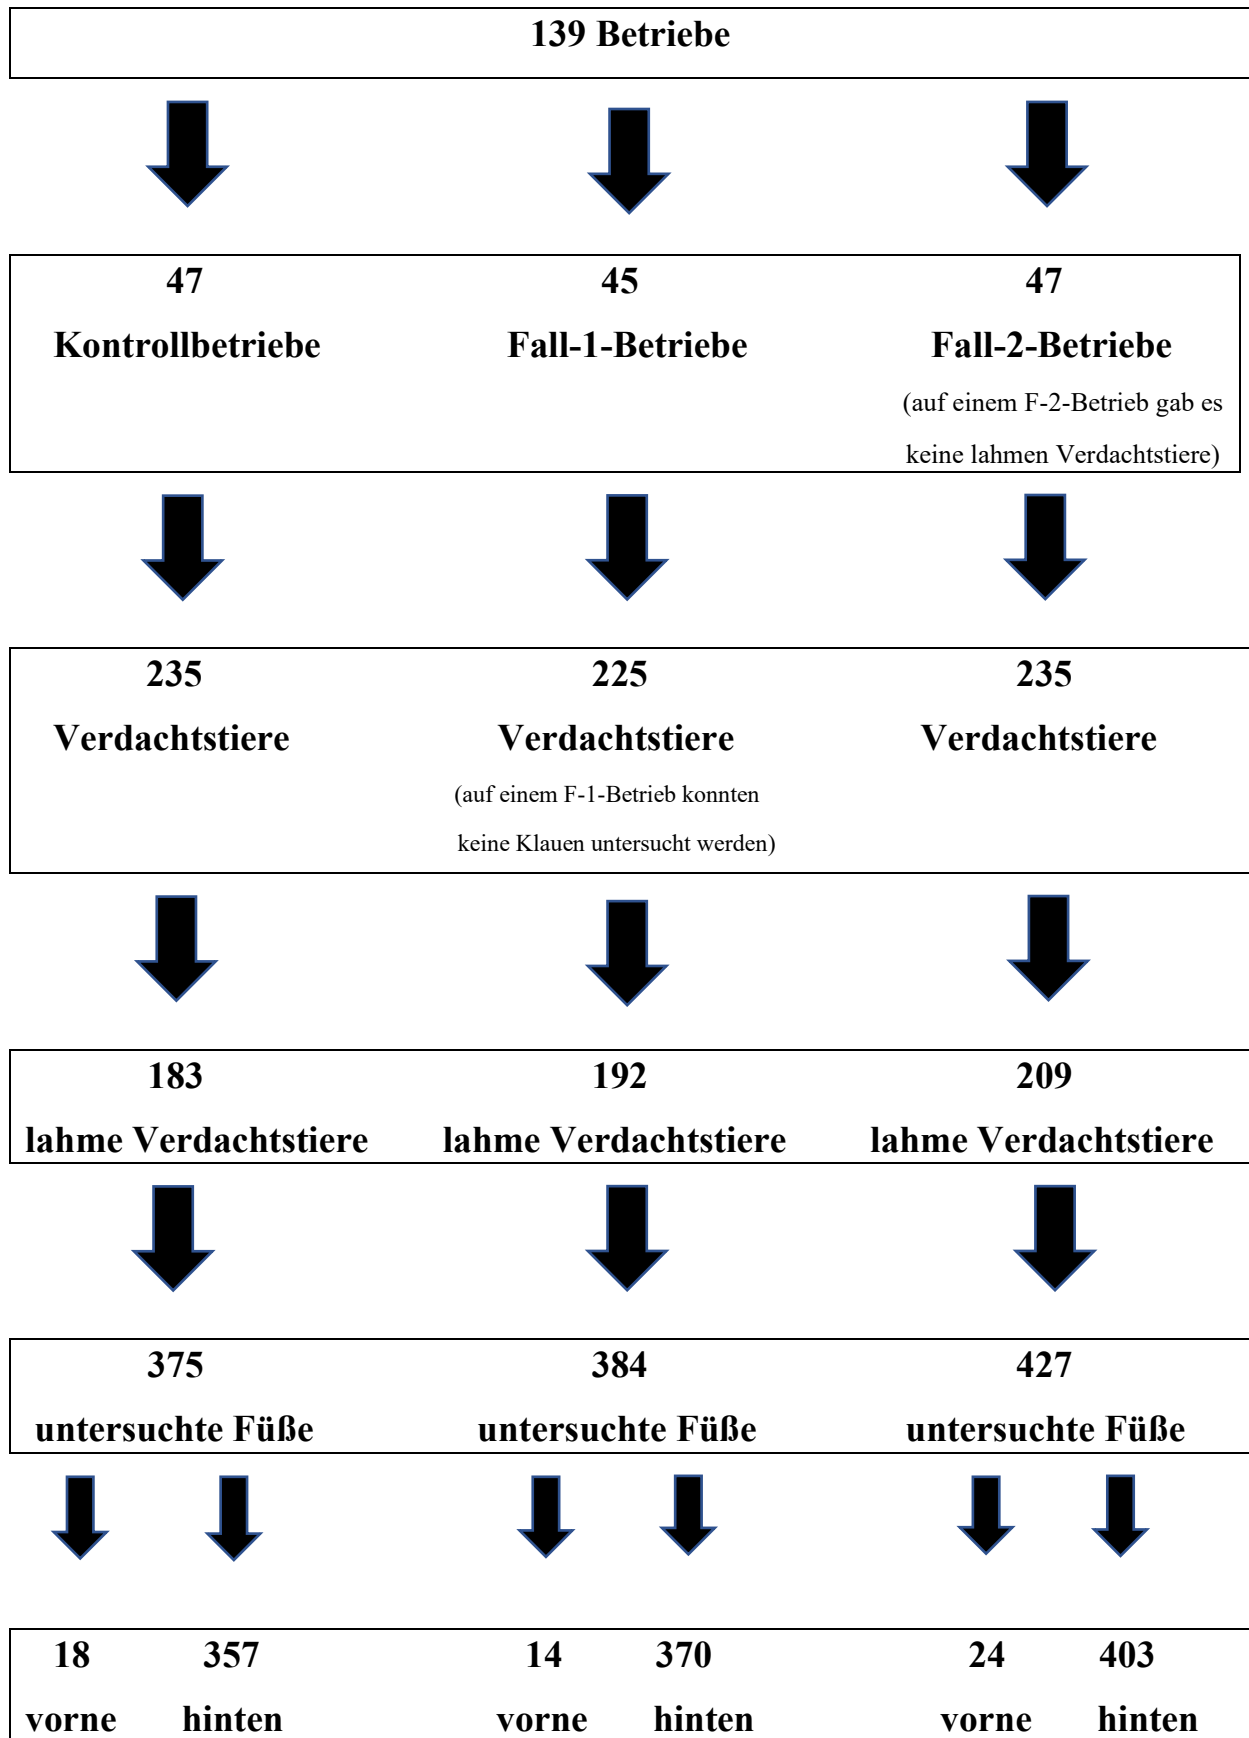 139 Betriebe
47 45 47
Kontrollbetriebe Fall-1-Betriebe Fall-2-Betriebe
(auf einem F-2-Betrieb gab es
keine lahmen Verdachtstiere)
235 225 235
Verdachtstiere Verdachtstiere Verdachtstiere
(auf einem F-1-Betrieb konnten
keine Klauen untersucht werden)
183 192 209
lahme Verdachtstiere lahme Verdachtstiere lahme Verdachtstiere
375 384 427
untersuchte Füße untersuchte Füße untersuchte Füße
18 357 14 370 24 403
vorne hinten vorne hinten vorne hinten